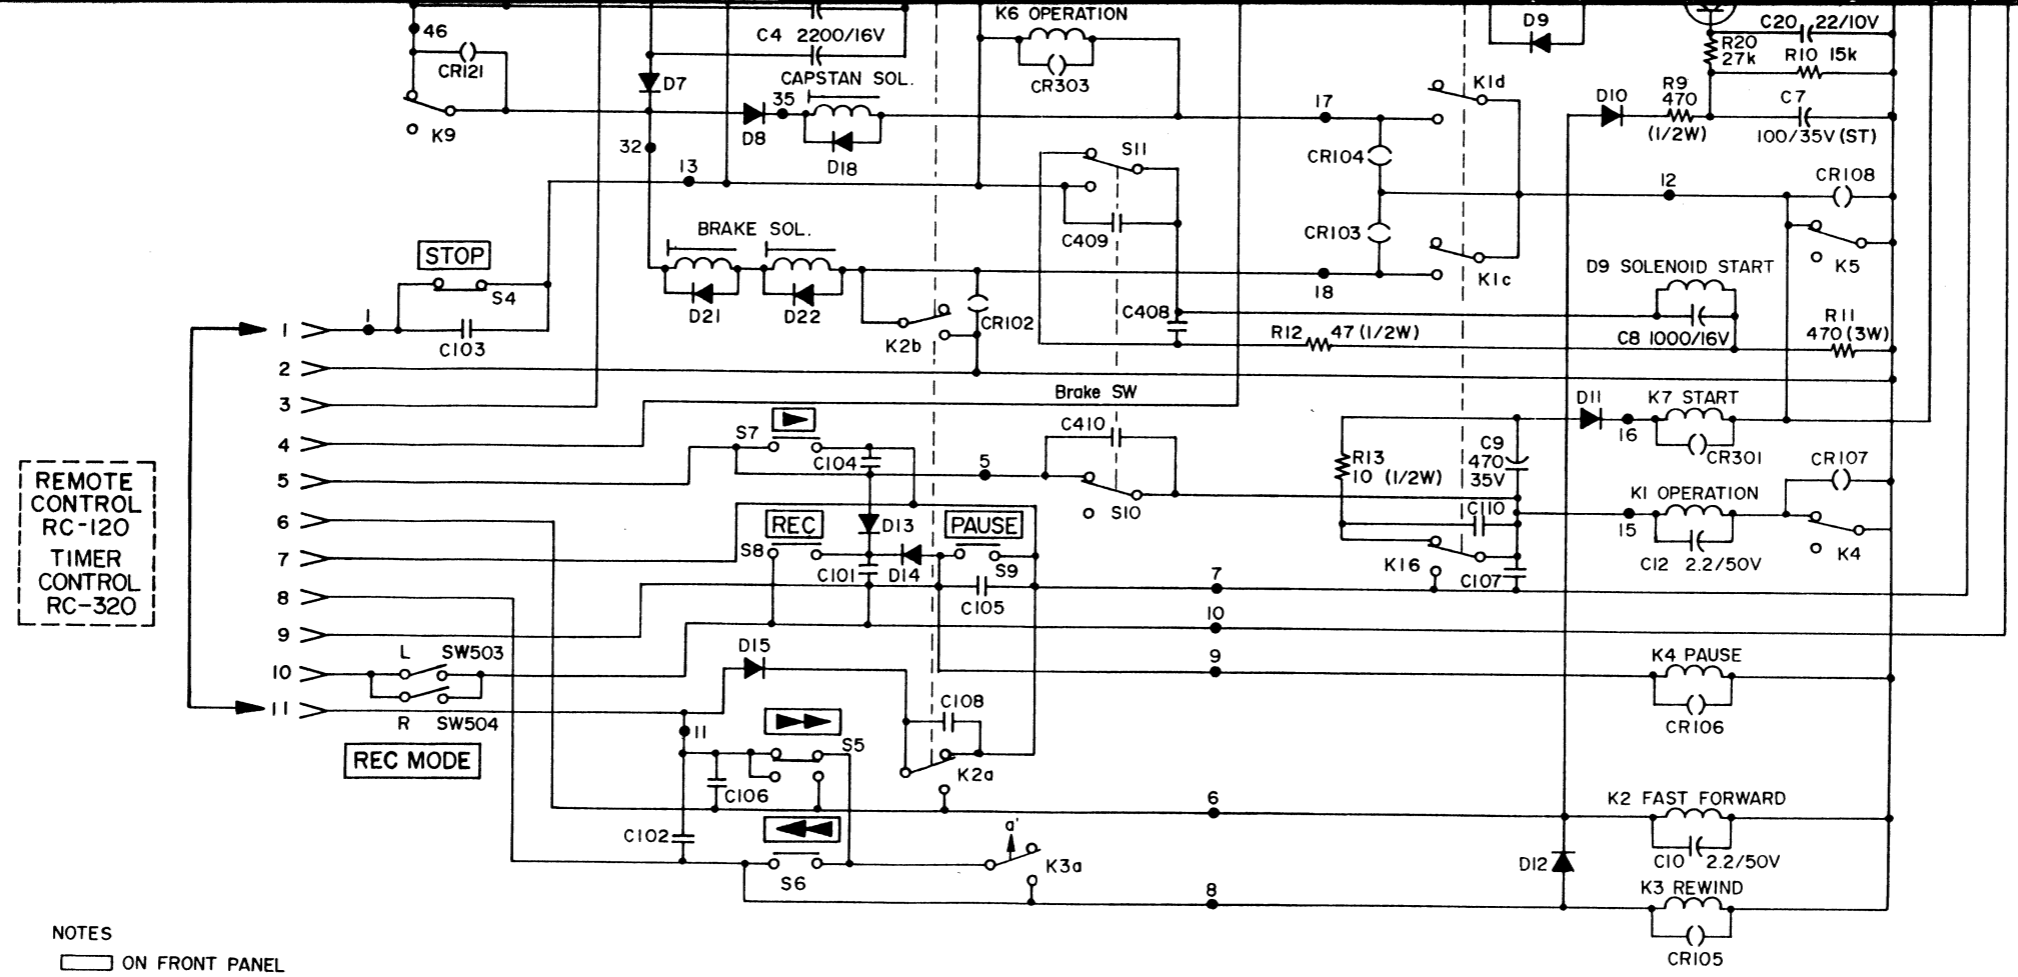 K6 OPERATION
D9
C20 22/10V
46
C4 2200/16V
R20
27k
R10 15k
CR121
CAPSTAN SOL.
CR303
K1d
D7
35
17
D10
R9
470
(1/2W)
C7
100/35V(ST)
K9
D8
D18
32
13
S11
CR104
12
CR108
C409
CR103
BRAKE SOL.
K5
STOP
D9 SOLENOID START
S4
D21
D22
18
K1c
1
1
C103
K2b
CR102
C408
R12 47 (1/2W)
C8 1000/16V
R11
470(3W)
2
3
Brake SW
D11
K7 START
4
S7
C410
16
C104
5
C9
470
35V
CR301
CR107
R13
10 (1/2W)
5
REMOTE
CONTROL
RC-120
TIMER
CONTROL
RC-320
K1 OPERATION
6
REC
D13
PAUSE
S10
C110
15
K4
7
S8
C101
D14
S9
K16
C107
C12 2.2/50V
8
C105
7
9
10
D15
10
L SW503
9
K4 PAUSE
11
R SW504
C108
CR106
REC MODE
11
S5
K2a
C106
6
K2 FAST FORWARD
C102
a'
K3a
D12
C10 2.2/50V
S6
8
K3 REWIND
NOTES
ON FRONT PANEL
CR105